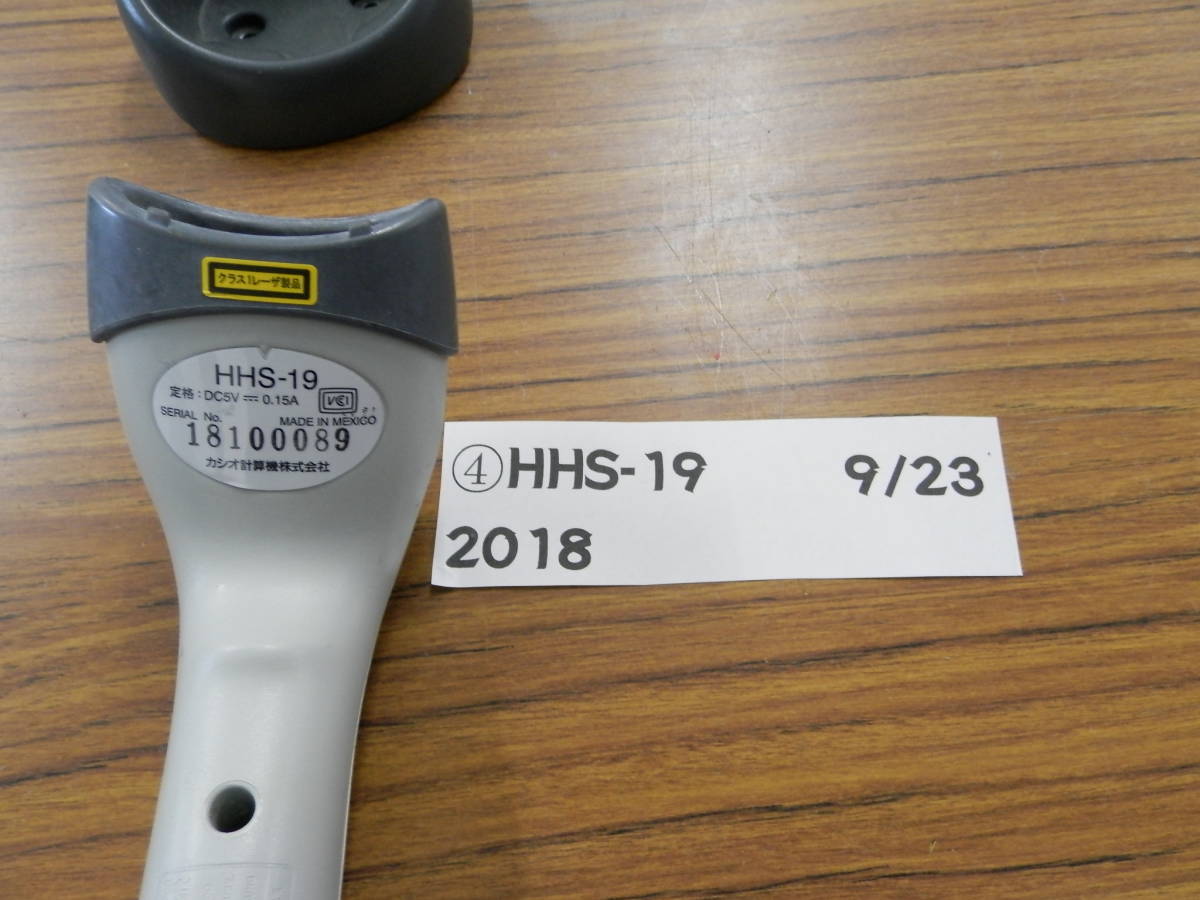 クラス1レーザ製品
HHS-19
定格：DC5V ⎓ 0.15A
VCI
SERIAL No.
MADE IN MEXICO
18100089
カシオ計算機株式会社
④HHS-19 9/23
2018